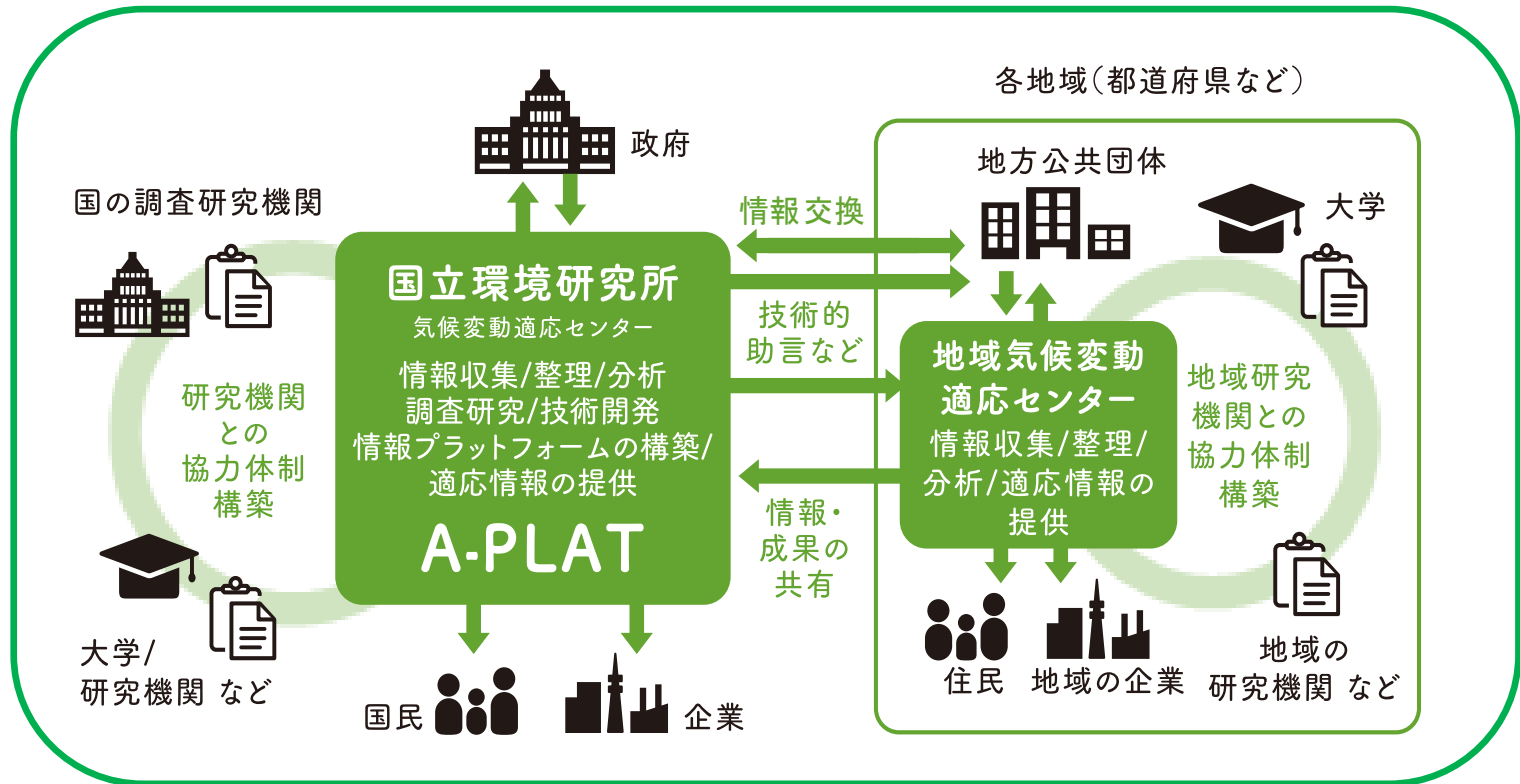 各地域（都道府県など）
政府
国の調査研究機関
国立環境研究所
気候変動適応センター
情報収集/整理/分析
調査研究/技術開発
情報プラットフォームの構築/
適応情報の提供
A-PLAT
研究機関
との
協力体制
構築
大学/
研究機関 など
国民
企業
情報交換
技術的
助言など
情報・
成果の
共有
地方公共団体
大学
地域気候変動
適応センター
情報収集/整理/
分析/適応情報の
提供
地域研究
機関との
協力体制
構築
住民
地域の企業
地域の
研究機関 など